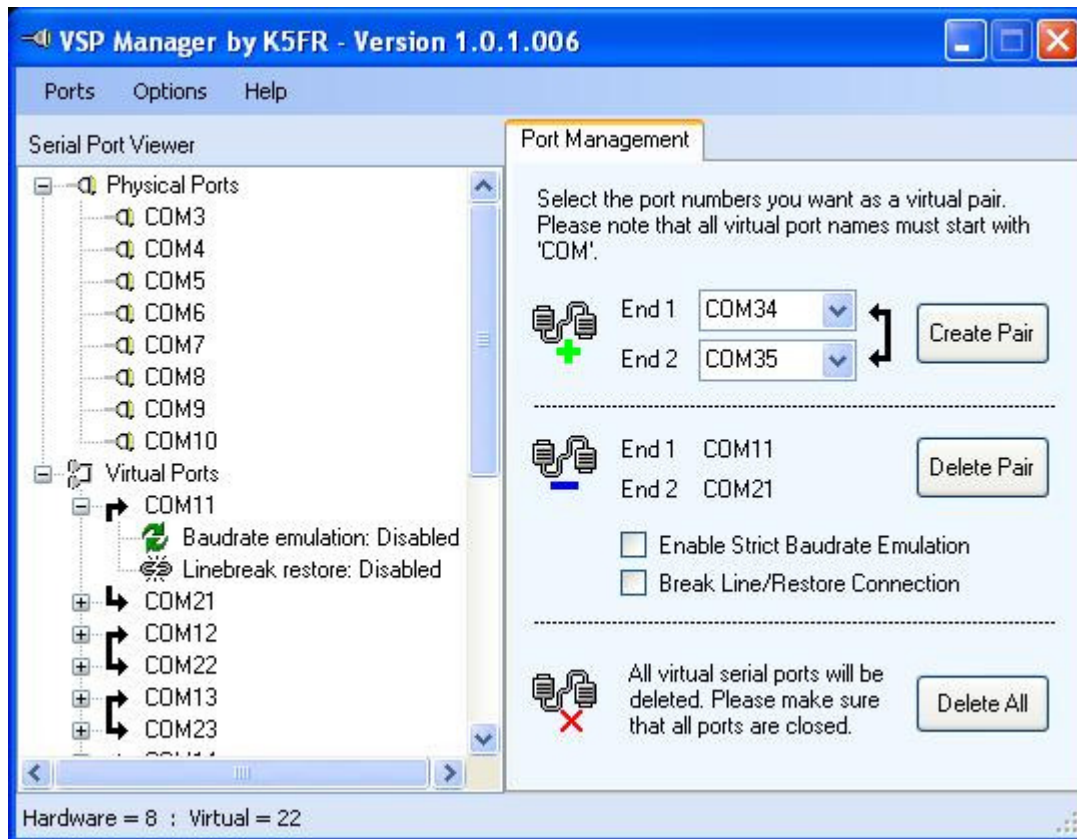 VSP Manager by K5FR - Version 1.0.1.006
Ports Options Help
Serial Port Viewer
Physical Ports
COM3
COM4
COM5
COM6
COM7
COM8
COM9
COM10
Virtual Ports
COM11
Baudrate emulation: Disabled
Linebreak restore: Disabled
COM21
COM12
COM22
COM13
COM23
Port Management
Select the port numbers you want as a virtual pair.
Please note that all virtual port names must start with
'COM'.
End 1 COM34
End 2 COM35
Create Pair
End 1 COM11
End 2 COM21
Delete Pair
Enable Strict Baudrate Emulation
Break Line/Restore Connection
All virtual serial ports will be
deleted. Please make sure
that all ports are closed.
Delete All
Hardware = 8 : Virtual = 22